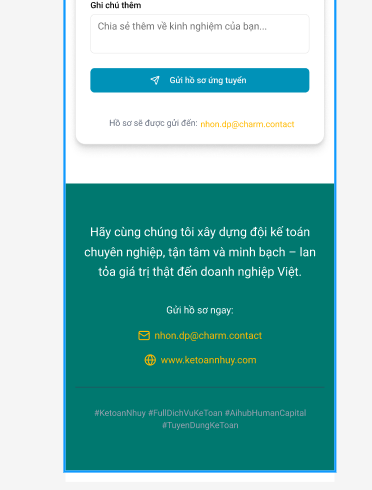 Ghi chú thêm
Chia sẻ thêm về kinh nghiệm của bạn...
Gửi hồ sơ ứng tuyển
Hồ sơ sẽ được gửi đến: nhon.dp@charm.contact
Hãy cùng chúng tôi xây dựng đội kế toán
chuyên nghiệp, tận tâm và minh bạch – lan
tỏa giá trị thật đến doanh nghiệp Việt.
Gửi hồ sơ ngay:
nhon.dp@charm.contact
www.ketoannhuy.com
#KetoanNhuy #FullDichVuKeToan #AihubHumanCapital
#TuyenDungKeToan